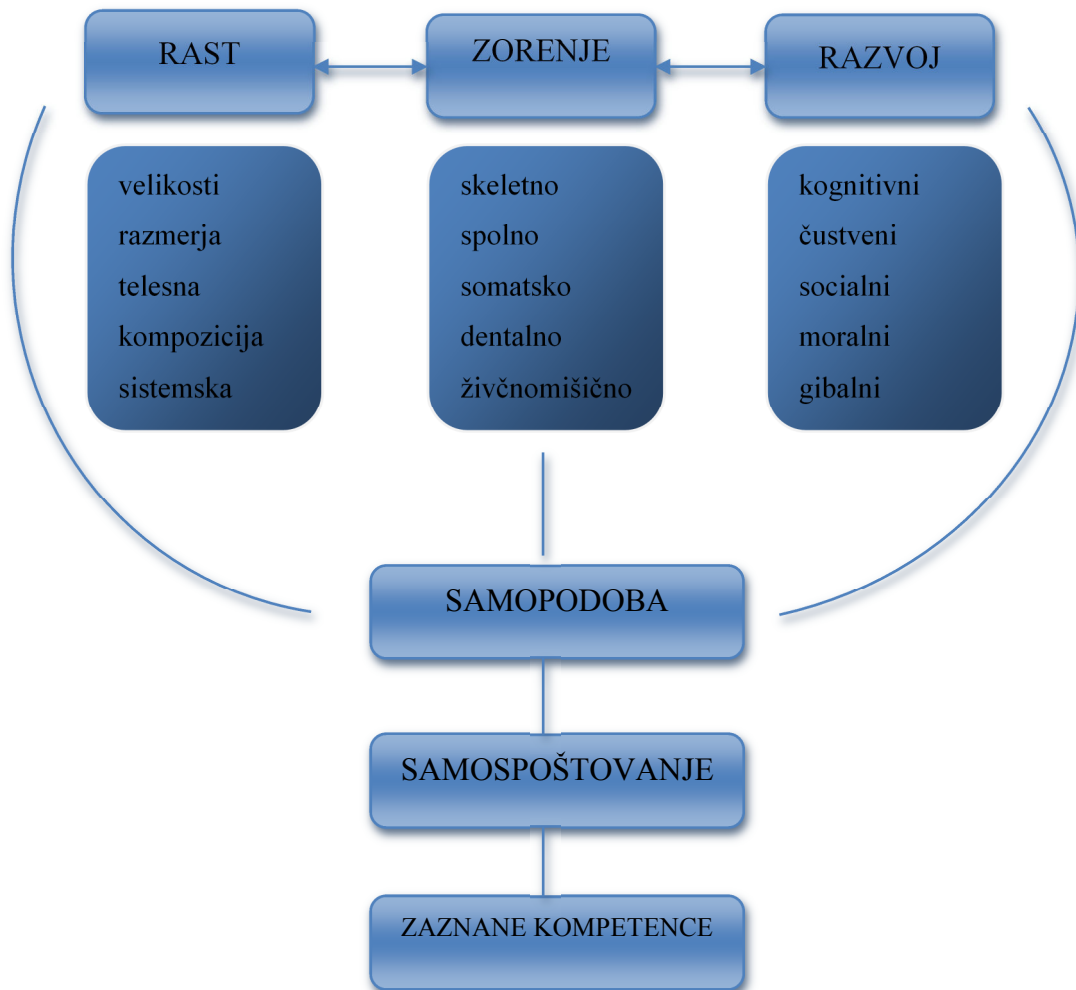 RAST
ZORENJE
RAZVOJ
velikosti
razmerja
telesna
kompozicija
sistemska
skeletno
spolno
somatsko
dentalno
živčnomišično
kognitivni
čustveni
socialni
moralni
gibalni
SAMOPODOBA
SAMOSPOŠTOVANJE
ZAZNANE KOMPETENCE